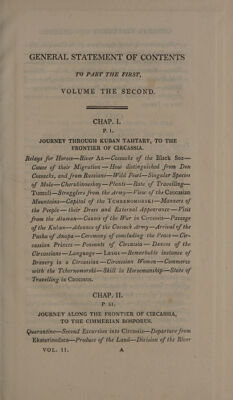 GENERAL STATEMENT OF CONTENTS
TO PART THE FIRST,
VOLUME THE SECOND.
CHAP. I.
P. 1.
JOURNEY THROUGH KUBAN TAHTARY, TO THE
FRONTIER OF CIRCASSIA.
Relays for Horses—River Æa—Cossacks of the Black Sea—
Cause of their Migration—How distinguished from Don
Cossacks, and from Russians—Wild Fowl—Singular Species
of Mole—Charabinovskoy—Plants—Rate of Travelling—
Tumuli—Stragglers from the Army—View of the Circassian
Mountains—Capital of the TCHERNOMORSKI—Manners of
the People—their Dress and External Appearance—Visit
from the Ataman—Causes of the War in Circassia—Passage
of the Kuban—Advance of the Cossack Army—Arrival of the
Pasha of Anapa—Ceremony of concluding the Peace—Cir-
cassian Princes—Peasants of Circassia—Dances of the
Circassians—Language—Lesgi—Remarkable instance of
Bravery in a Circassian—Circassian Women—Commerce
with the Tchernomorski—Skill in Horsemanship—State of
Travelling in CAUCASUS.
CHAP. II.
P. 51.
JOURNEY ALONG THE FRONTIER OF CIRCASSIA,
TO THE CIMMERIAN BOSPORUS.
Quarantine—Second Excursion into Circassia—Departure from
Ekaterinedara—Produce of the Land—Division of the River
VOL. II. A